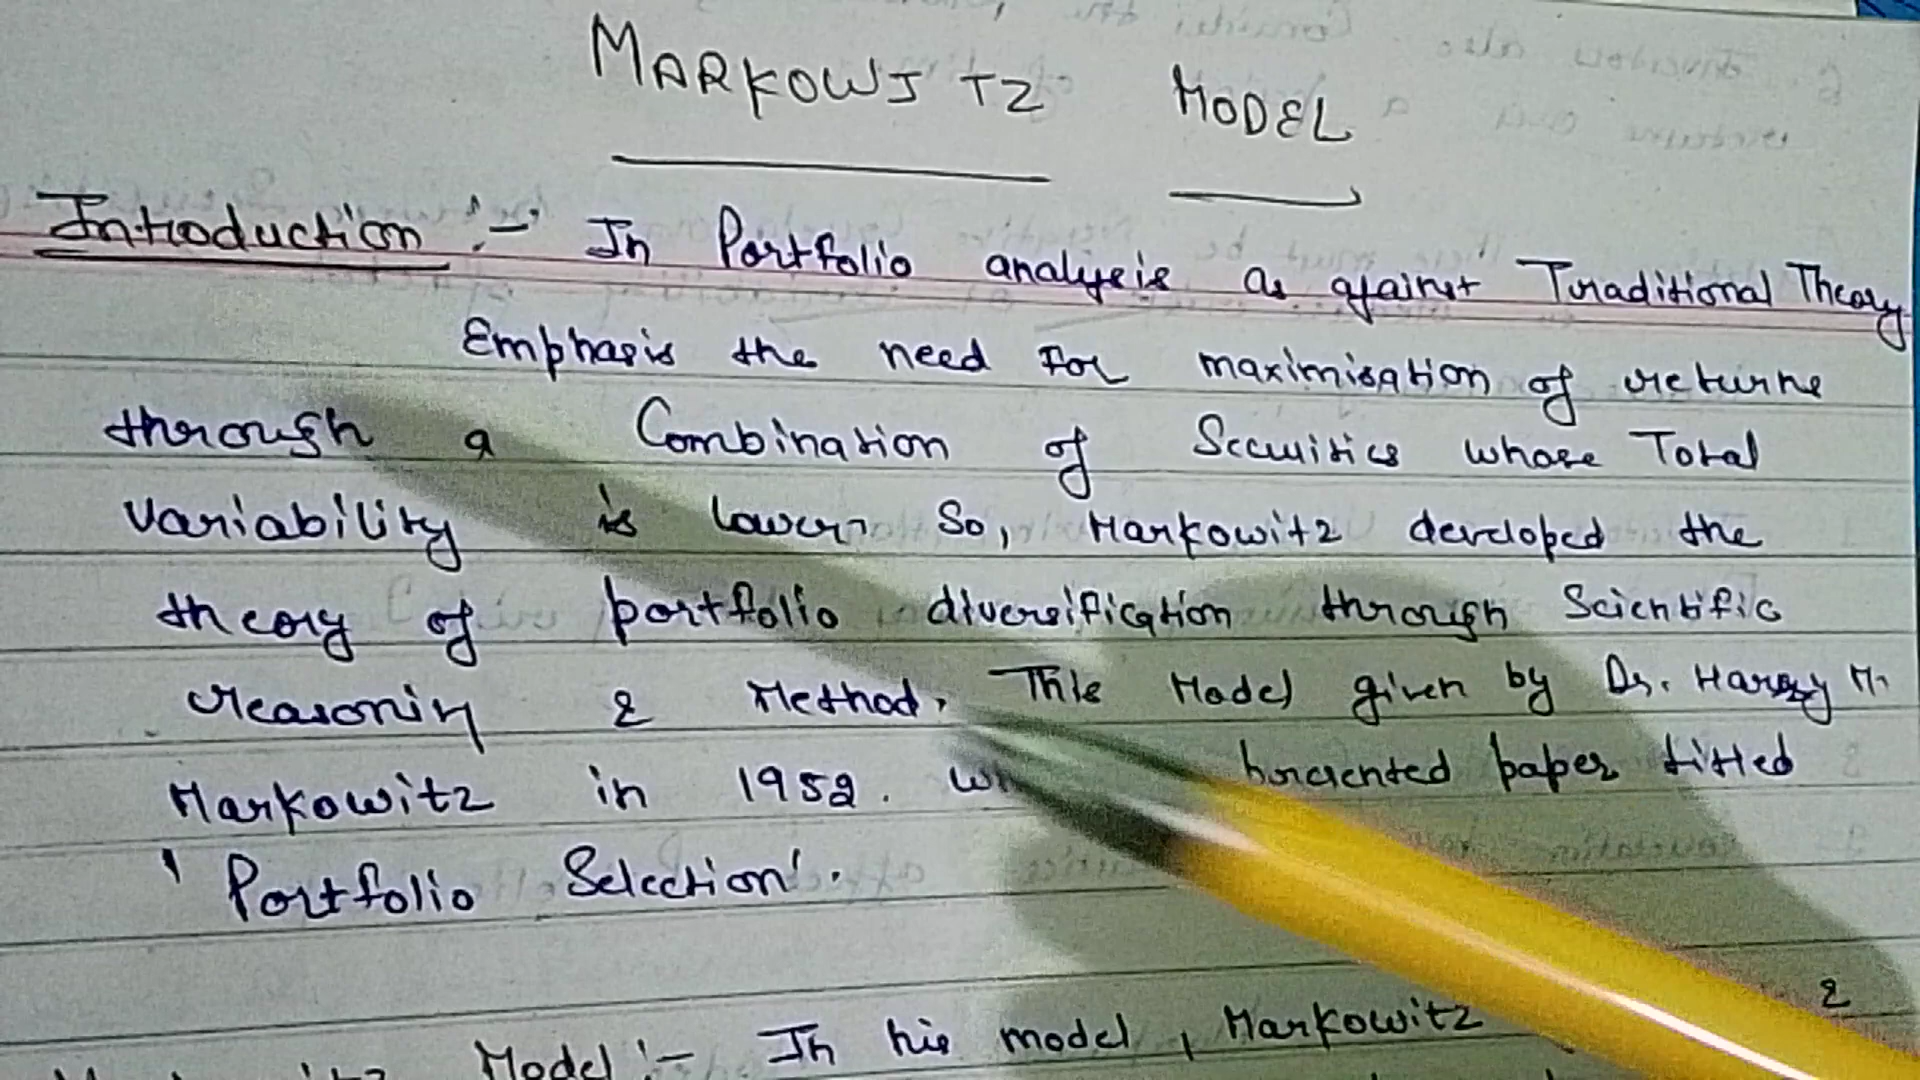 MARKOWITZ MODEL
Introduction :- In Portfolio analysis as against Traditional Theory
Emphasis the need for maximisation of returns
through a Combination of Securities whose Total
variability is lower. So, Markowitz developed the
theory of portfolio diversification through Scientific
reasoning & Method. This Model given by Dr. Harry M.
Markowitz in 1952. presented paper titled
'Portfolio Selection'.
Model :- In his model, Markowitz 2